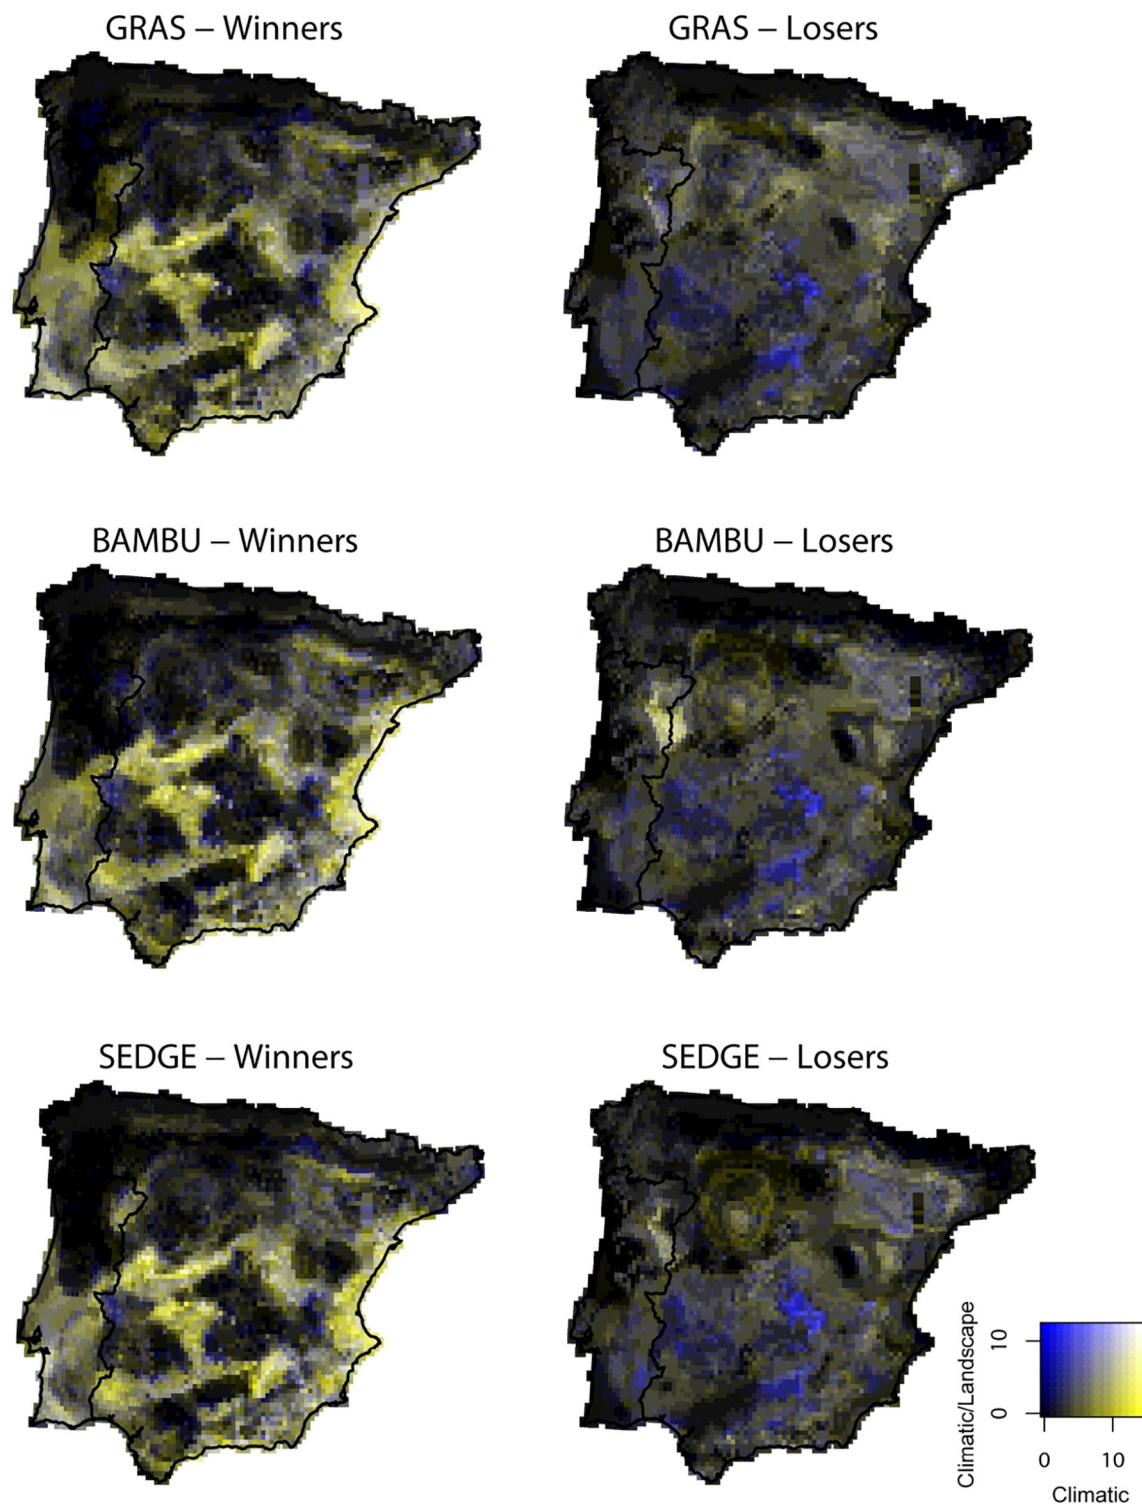 GRAS – Winners
GRAS – Losers
BAMBU – Winners
BAMBU – Losers
SEDGE – Winners
SEDGE – Losers
Climatic/Landscape
10
0
0
10
Climatic